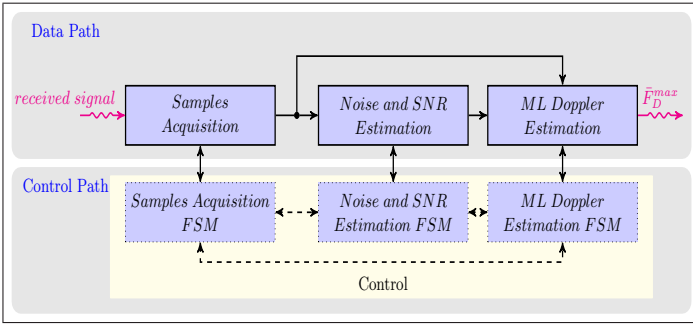 Data Path
received signal
Samples
Acquisition
Noise and SNR
Estimation
ML Doppler
Estimation
F̄_D^{max}
Control Path
Samples Acquisition
FSM
Noise and SNR
Estimation FSM
ML Doppler
Estimation FSM
Control